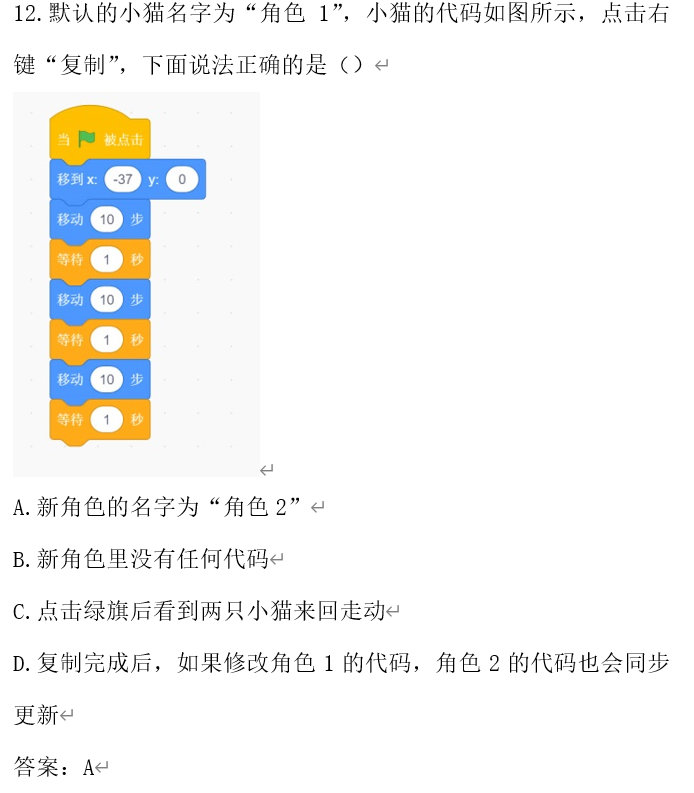 12.默认的小猫名字为“角色 1”，小猫的代码如图所示，点击右
键“复制”，下面说法正确的是（）
当 被点击
移到 x: -37 y: 0
移动 10 步
等待 1 秒
移动 10 步
等待 1 秒
移动 10 步
等待 1 秒
A.新角色的名字为“角色 2”
B.新角色里没有任何代码
C.点击绿旗后看到两只小猫来回走动
D.复制完成后，如果修改角色 1 的代码，角色 2 的代码也会同步
更新
答案：A